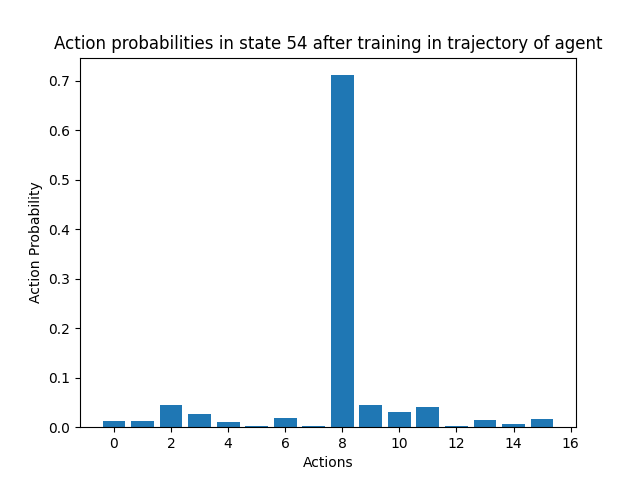 Action probabilities in state 54 after training in trajectory of agent
0.7
0.6
0.5
0.4
0.3
0.2
0.1
0.0
Action Probability
0 2 4 6 8 10 12 14 16
Actions